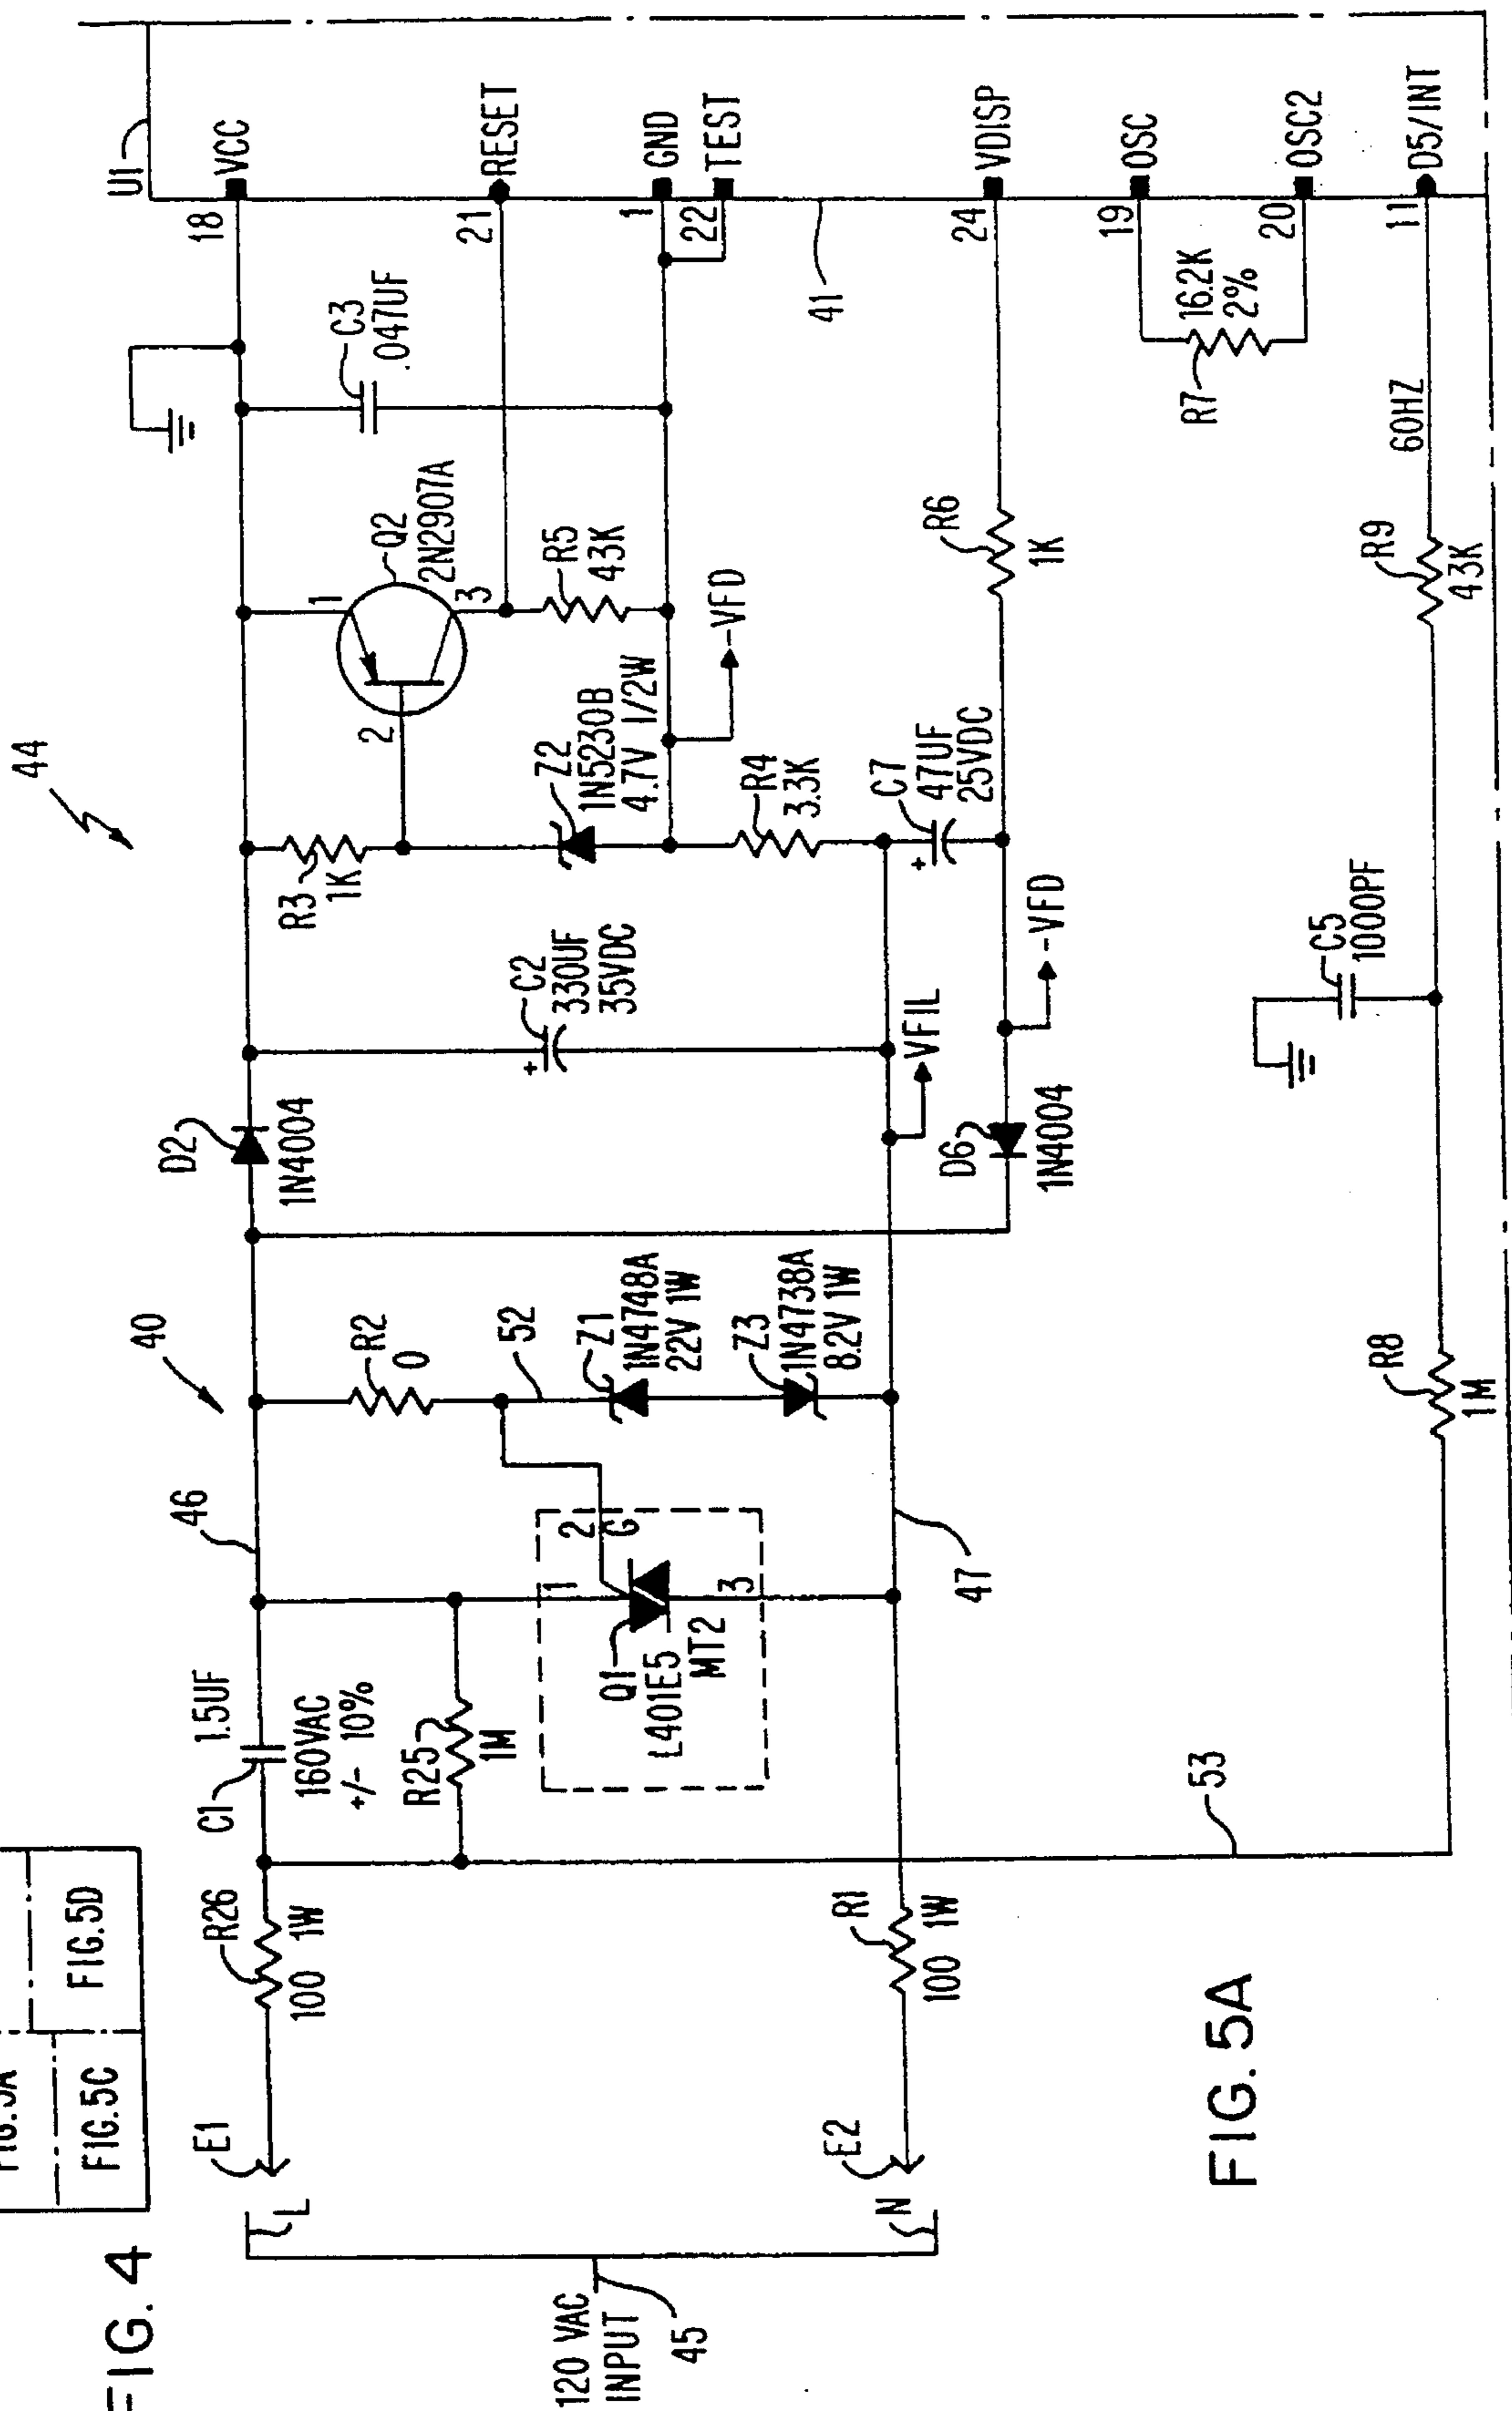 FIG. 4
FIG.5C
FIG.5D
44
40
46
45
120 VAC
INPUT
L
N
E1
E2
R26
100 1W
R1
100 1W
C1
1.5UF
160VAC
+/- 10%
R25
1M
Q1
L401E5
MT2
1
2
G
3
R2
0
52
Z1
1N4748A
22V 1W
Z3
1N4738A
8.2V 1W
47
53
D2
1N4004
D6
1N4004
C2
330UF
35VDC
+
VFIL
-VFD
R3
1K
Z2
1N5230B
4.7V 1/2W
R4
3.3K
C7
47UF
25VDC
+
-VFD
Q2
2N2907A
1
2
3
R5
43K
C3
.047UF
R6
1K
R7
16.2K
2%
R8
1M
C5
1000PF
R9
43K
60HZ
41
U1
18 VCC
21 RESET
1 GND
22 TEST
24 VDISP
19 OSC
20 OSC2
11 D5/INT
FIG. 5A